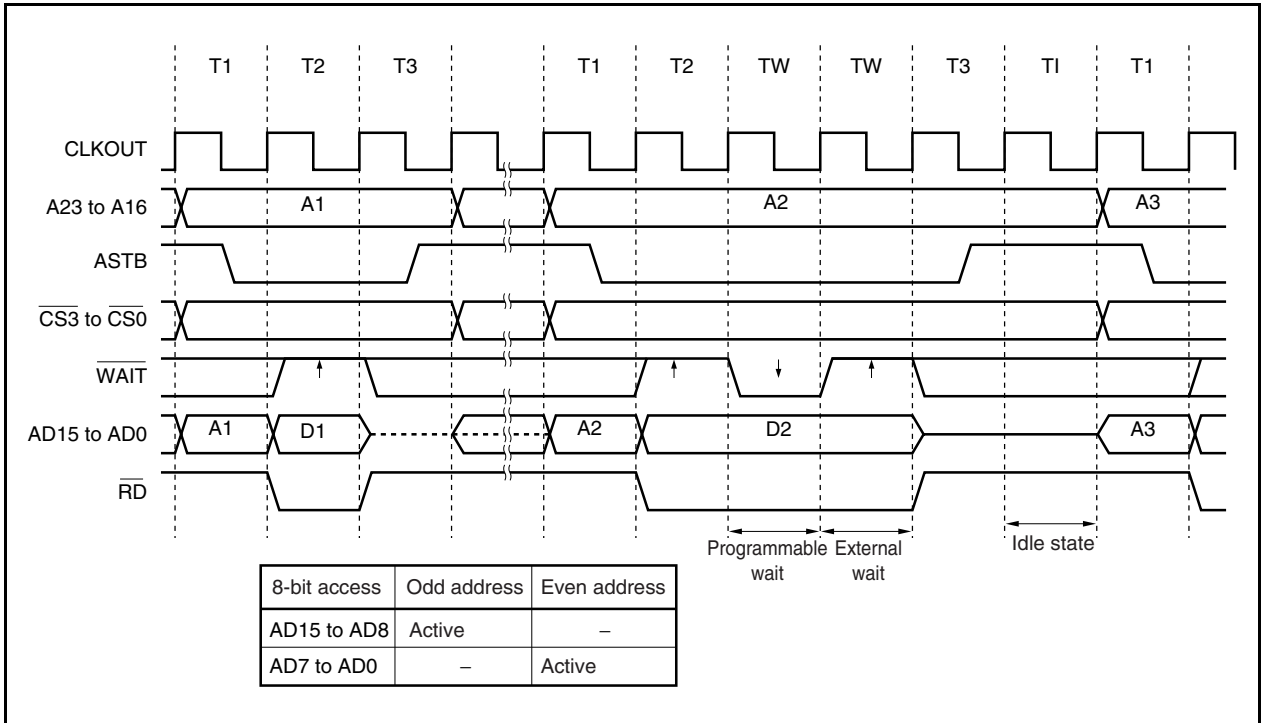 T1 T2 T3 T1 T2 TW TW T3 TI T1
CLKOUT
A23 to A16 A1 A2 A3
ASTB
CS3 to CS0
WAIT
AD15 to AD0 A1 D1 A2 D2 A3
RD
Programmable wait
External wait
Idle state
8-bit access Odd address Even address
AD15 to AD8 Active –
AD7 to AD0 – Active